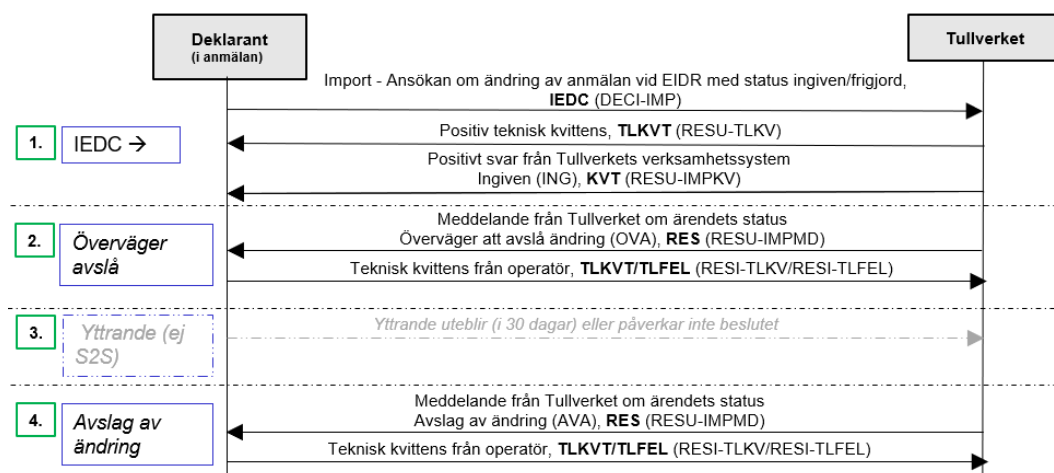 Deklarant
(i anmälan)
Tullverket
Import - Ansökan om ändring av anmälan vid EIDR med status ingiven/frigjord,
IEDC (DECI-IMP)
1.
IEDC →
Positiv teknisk kvittens, TLKVT (RESU-TLKV)
Positivt svar från Tullverkets verksamhetssystem
Ingiven (ING), KVT (RESU-IMPKV)
2.
Överväger
avslå
Meddelande från Tullverket om ärendets status
Överväger att avslå ändring (OVA), RES (RESU-IMPMD)
Teknisk kvittens från operatör, TLKVT/TLFEL (RESI-TLKV/RESI-TLFEL)
3.
Yttrande (ej
S2S)
Yttrande uteblir (i 30 dagar) eller påverkar inte beslutet
4.
Avslag av
ändring
Meddelande från Tullverket om ärendets status
Avslag av ändring (AVA), RES (RESU-IMPMD)
Teknisk kvittens från operatör, TLKVT/TLFEL (RESI-TLKV/RESI-TLFEL)